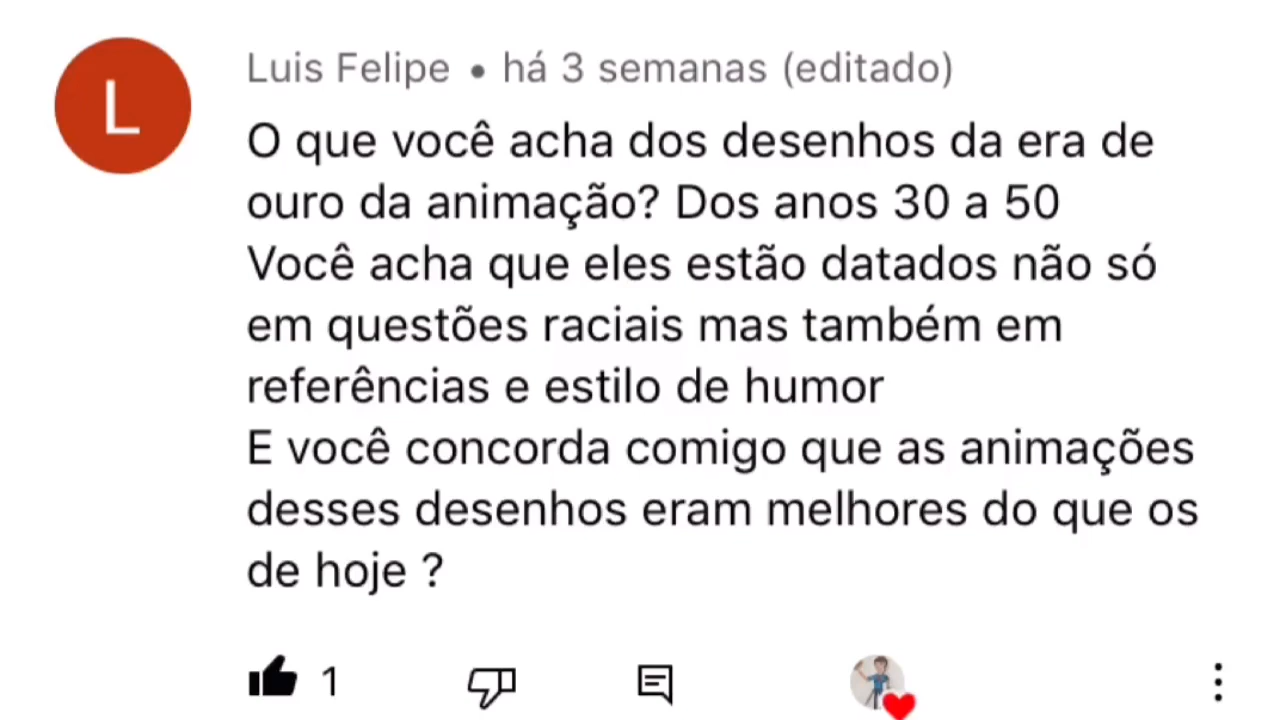 L
Luis Felipe • há 3 semanas (editado)
O que você acha dos desenhos da era de
ouro da animação? Dos anos 30 a 50
Você acha que eles estão datados não só
em questões raciais mas também em
referências e estilo de humor
E você concorda comigo que as animações
desses desenhos eram melhores do que os
de hoje ?
1